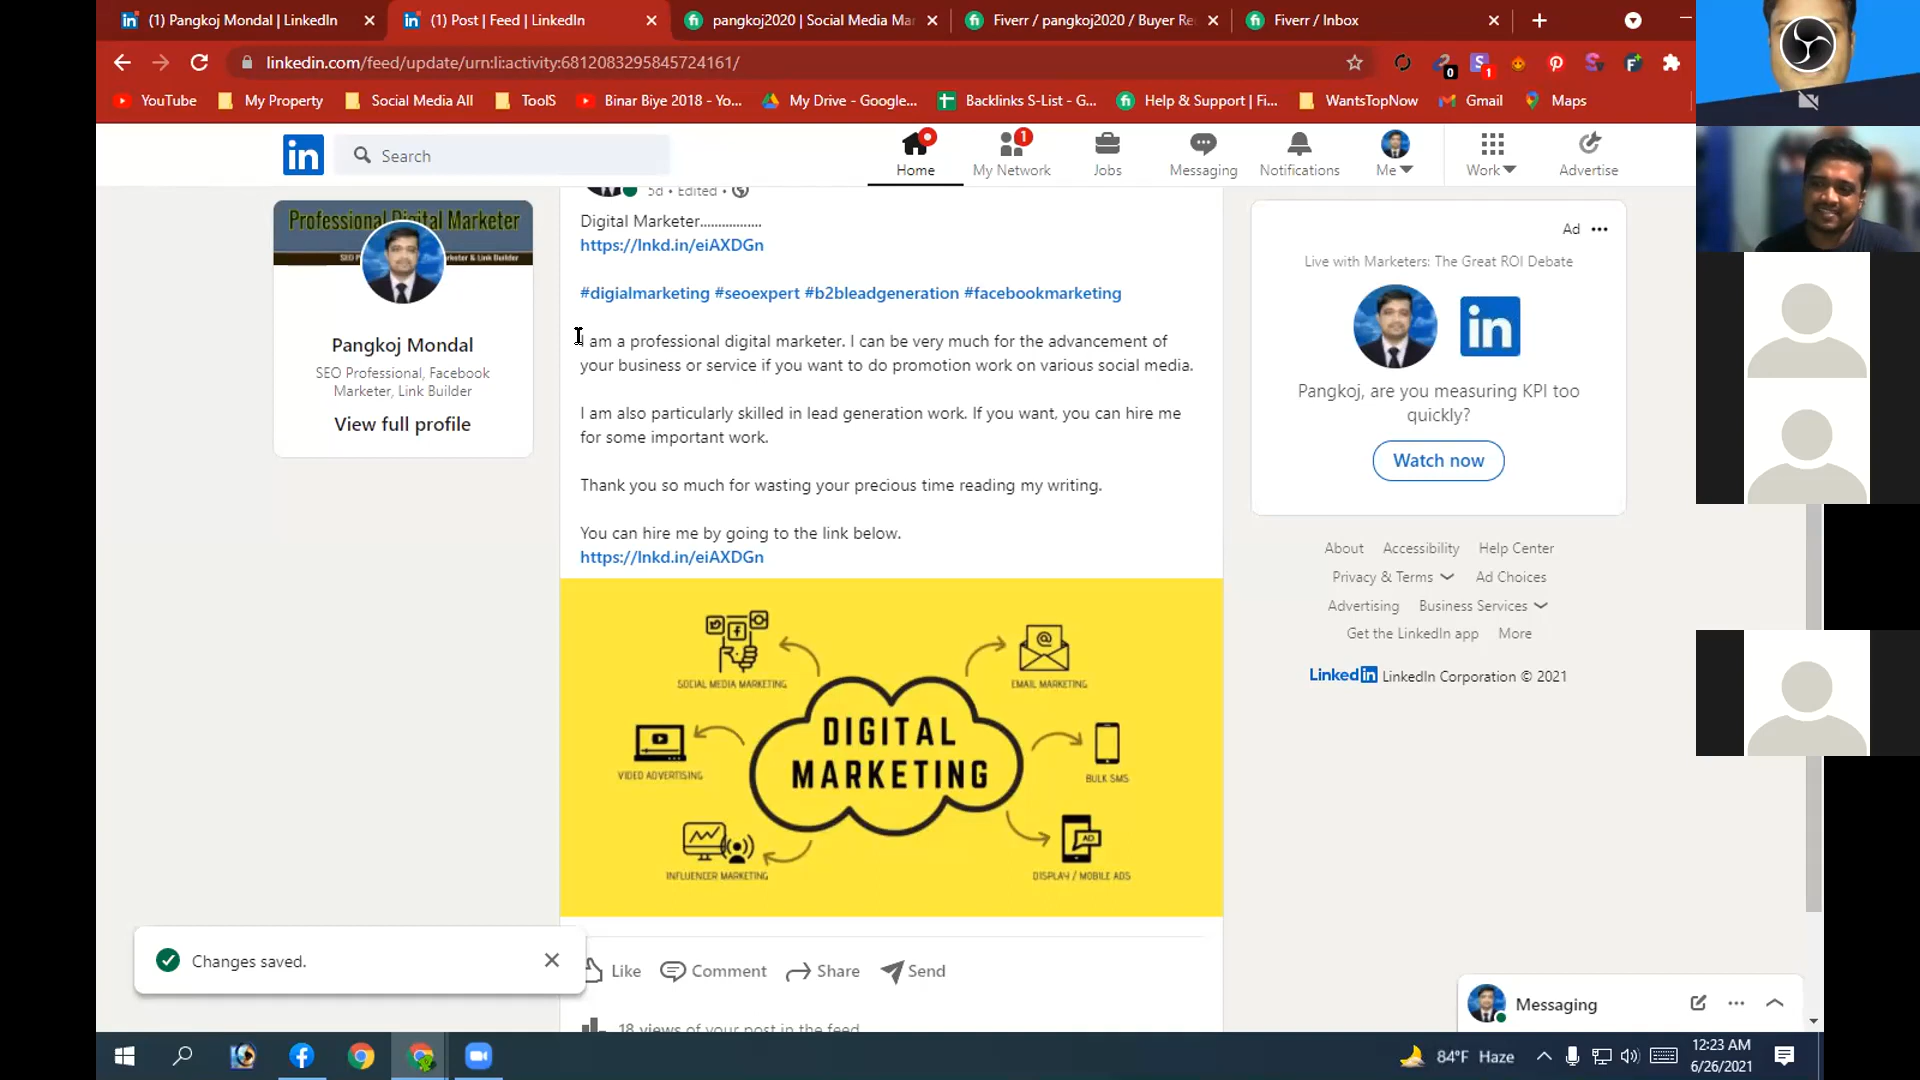 (1) Pangkoj Mondal | LinkedIn
(1) Post | Feed | LinkedIn
pangkoj2020 | Social Media Mar
Fiverr / pangkoj2020 / Buyer Re
Fiverr / Inbox
linkedin.com/feed/update/urn:li:activity:6812083295845724161/
0
1
YouTube
My Property
Social Media All
ToolS
Binar Biye 2018 - Yo...
My Drive - Google...
Backlinks S-List - G...
Help & Support | Fi...
WantsTopNow
Gmail
Maps
in
Search
Home
1
My Network
Jobs
Messaging
Notifications
Me
Work
Advertise
Professional Digital Marketer
Pangkoj Mondal
SEO Professional, Facebook
Marketer, Link Builder
View full profile
5d • Edited •
Digital Marketer.................
https://lnkd.in/eiAXDGn
#digialmarketing #seoexpert #b2bleadgeneration #facebookmarketing
I am a professional digital marketer. I can be very much for the advancement of
your business or service if you want to do promotion work on various social media.
I am also particularly skilled in lead generation work. If you want, you can hire me
for some important work.
Thank you so much for wasting your precious time reading my writing.
You can hire me by going to the link below.
https://lnkd.in/eiAXDGn
SOCIAL MEDIA MARKETING
EMAIL MARKETING
DIGITAL
MARKETING
VIDEO ADVERTISING
BULK SMS
INFLUENCER MARKETING
AD
DISPLAY / MOBILE ADS
Like
Comment
Share
Send
18 views of your post in the feed
Ad
Live with Marketers: The Great ROI Debate
in
Pangkoj, are you measuring KPI too
quickly?
Watch now
About
Accessibility
Help Center
Privacy & Terms
Ad Choices
Advertising
Business Services
Get the LinkedIn app
More
LinkedIn LinkedIn Corporation © 2021
Changes saved.
Messaging
84°F Haze
12:23 AM
6/26/2021